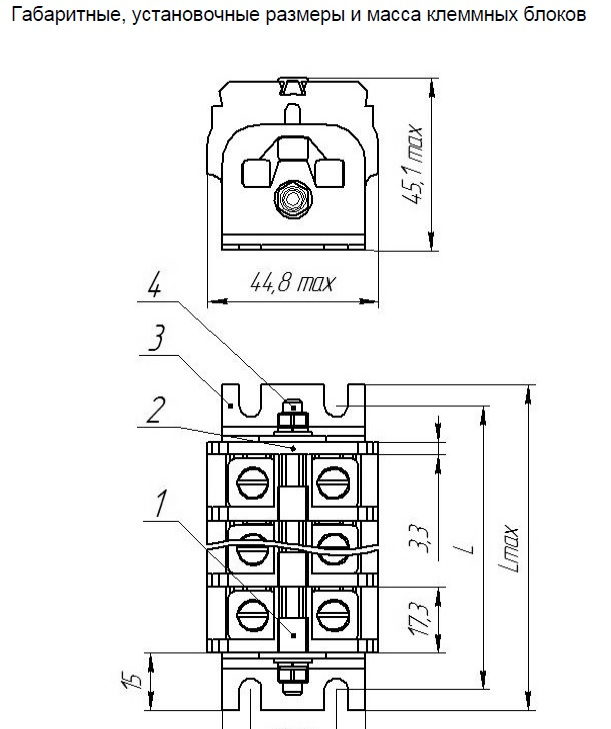 Габаритные, установочные размеры и масса клеммных блоков
45,1 max
44,8 max
4
3
2
1
3,3
L
Lmax
17,3
15